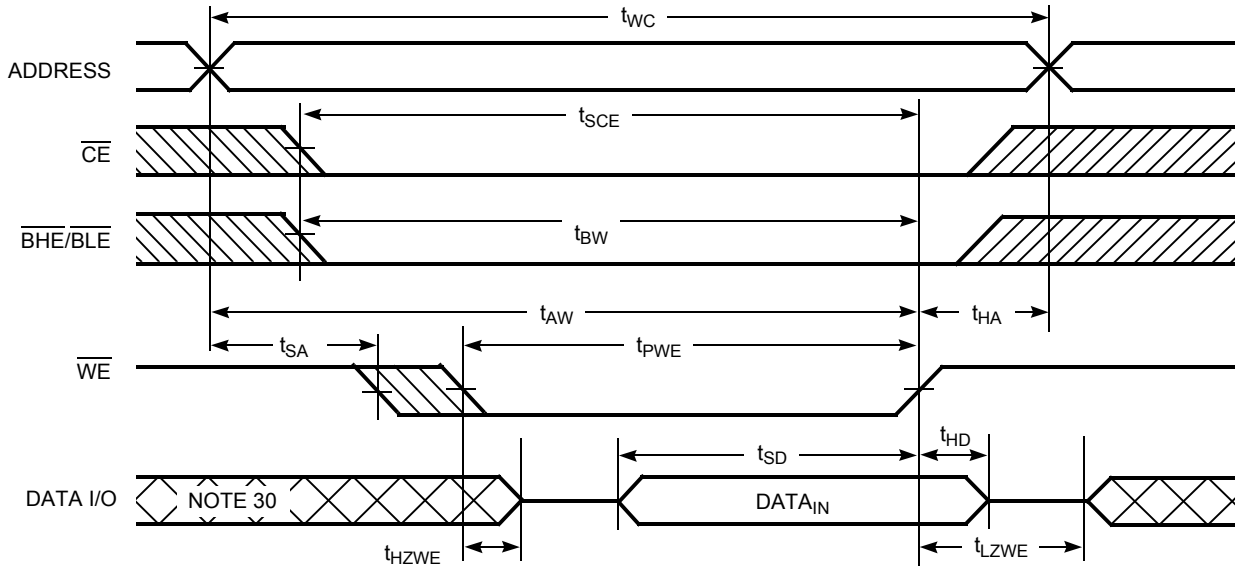 tWC
ADDRESS
tSCE
CE
tBW
BHE/BLE
tAW
tHA
tSA
tPWE
WE
tSD
tHD
DATA I/O
NOTE 30
DATAIN
tHZWE
tLZWE